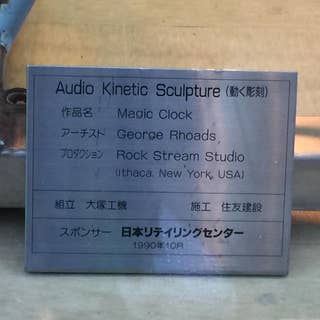 Audio Kinetic Sculpture (動く彫刻)
作品名 Magic Clock
アーチスト George Rhoads
プロダクション Rock Stream Studio
(Ithaca, New York, USA)
組立 大塚工機 施工 住友建設
スポンサー 日本リテイリングセンター
1990年10月